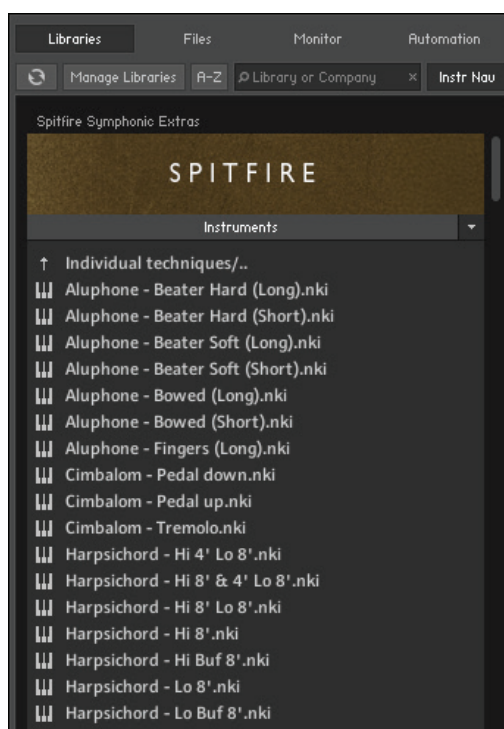 Libraries Files Monitor Automation
Manage Libraries A-Z Library or Company × Instr Nav
Spitfire Symphonic Extras
SPITFIRE
Instruments
↑ Individual techniques/..
Aluphone - Beater Hard (Long).nki
Aluphone - Beater Hard (Short).nki
Aluphone - Beater Soft (Long).nki
Aluphone - Beater Soft (Short).nki
Aluphone - Bowed (Long).nki
Aluphone - Bowed (Short).nki
Aluphone - Fingers (Long).nki
Cimbalom - Pedal down.nki
Cimbalom - Pedal up.nki
Cimbalom - Tremolo.nki
Harpsichord - Hi 4' Lo 8'.nki
Harpsichord - Hi 8' & 4' Lo 8'.nki
Harpsichord - Hi 8' Lo 8'.nki
Harpsichord - Hi 8'.nki
Harpsichord - Hi Buf 8'.nki
Harpsichord - Lo 8'.nki
Harpsichord - Lo Buf 8'.nki